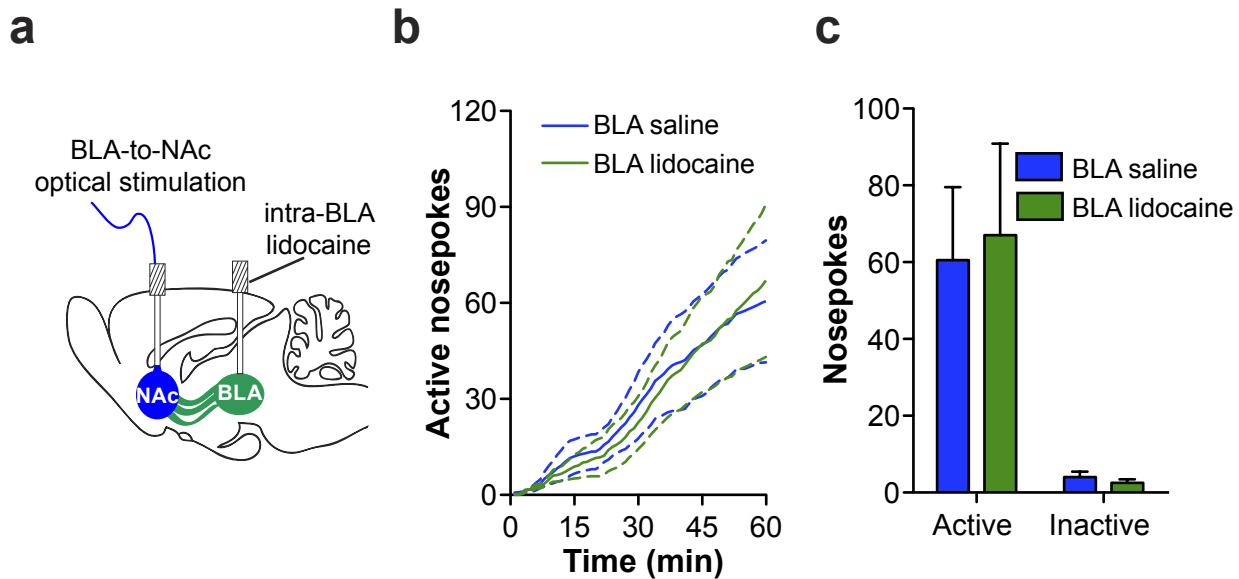 a
BLA-to-NAc
optical stimulation
intra-BLA
lidocaine
NAc
BLA
b
Active nosepokes
120
90
60
30
0
BLA saline
BLA lidocaine
0 15 30 45 60
Time (min)
c
Nosepokes
100
80
60
40
20
0
BLA saline
BLA lidocaine
Active Inactive